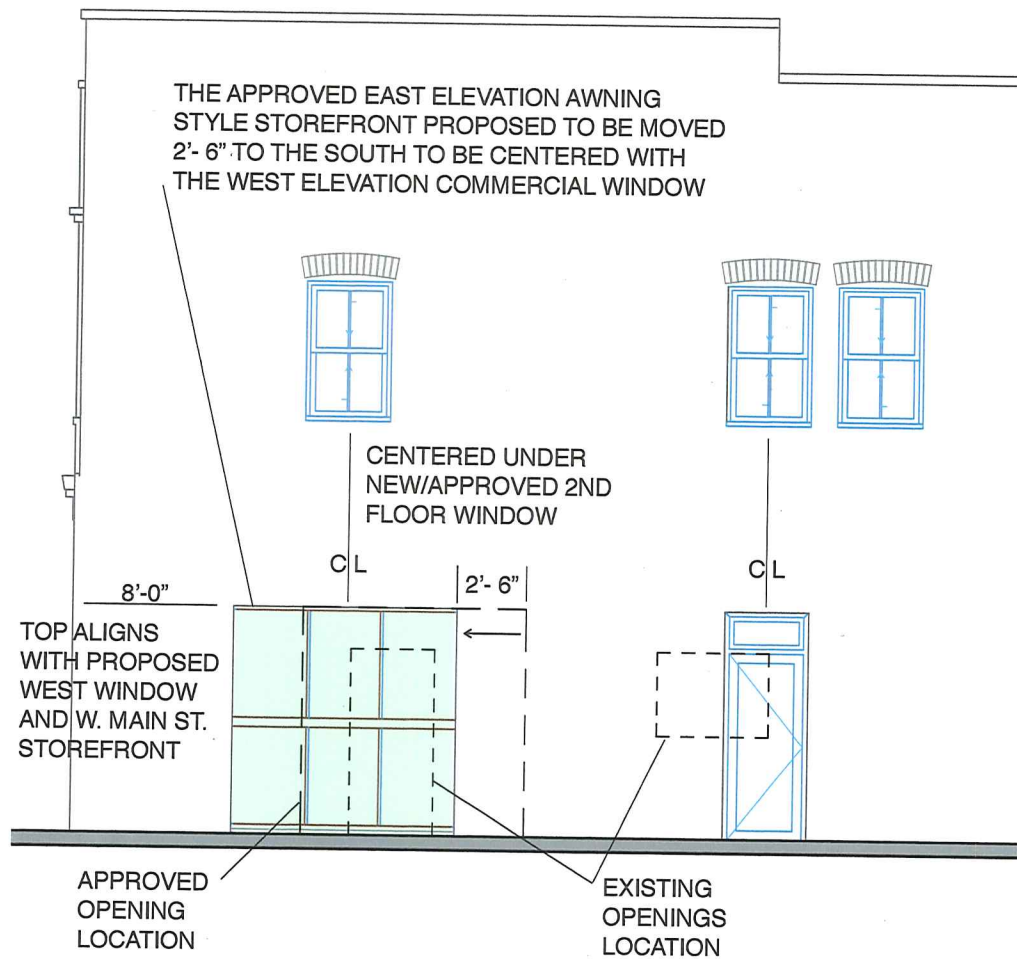 THE APPROVED EAST ELEVATION AWNING
STYLE STOREFRONT PROPOSED TO BE MOVED
2'- 6" TO THE SOUTH TO BE CENTERED WITH
THE WEST ELEVATION COMMERCIAL WINDOW
CENTERED UNDER
NEW/APPROVED 2ND
FLOOR WINDOW
C L
C L
8'-0"
2'- 6"
TOP ALIGNS
WITH PROPOSED
WEST WINDOW
AND W. MAIN ST.
STOREFRONT
APPROVED
OPENING
LOCATION
EXISTING
OPENINGS
LOCATION